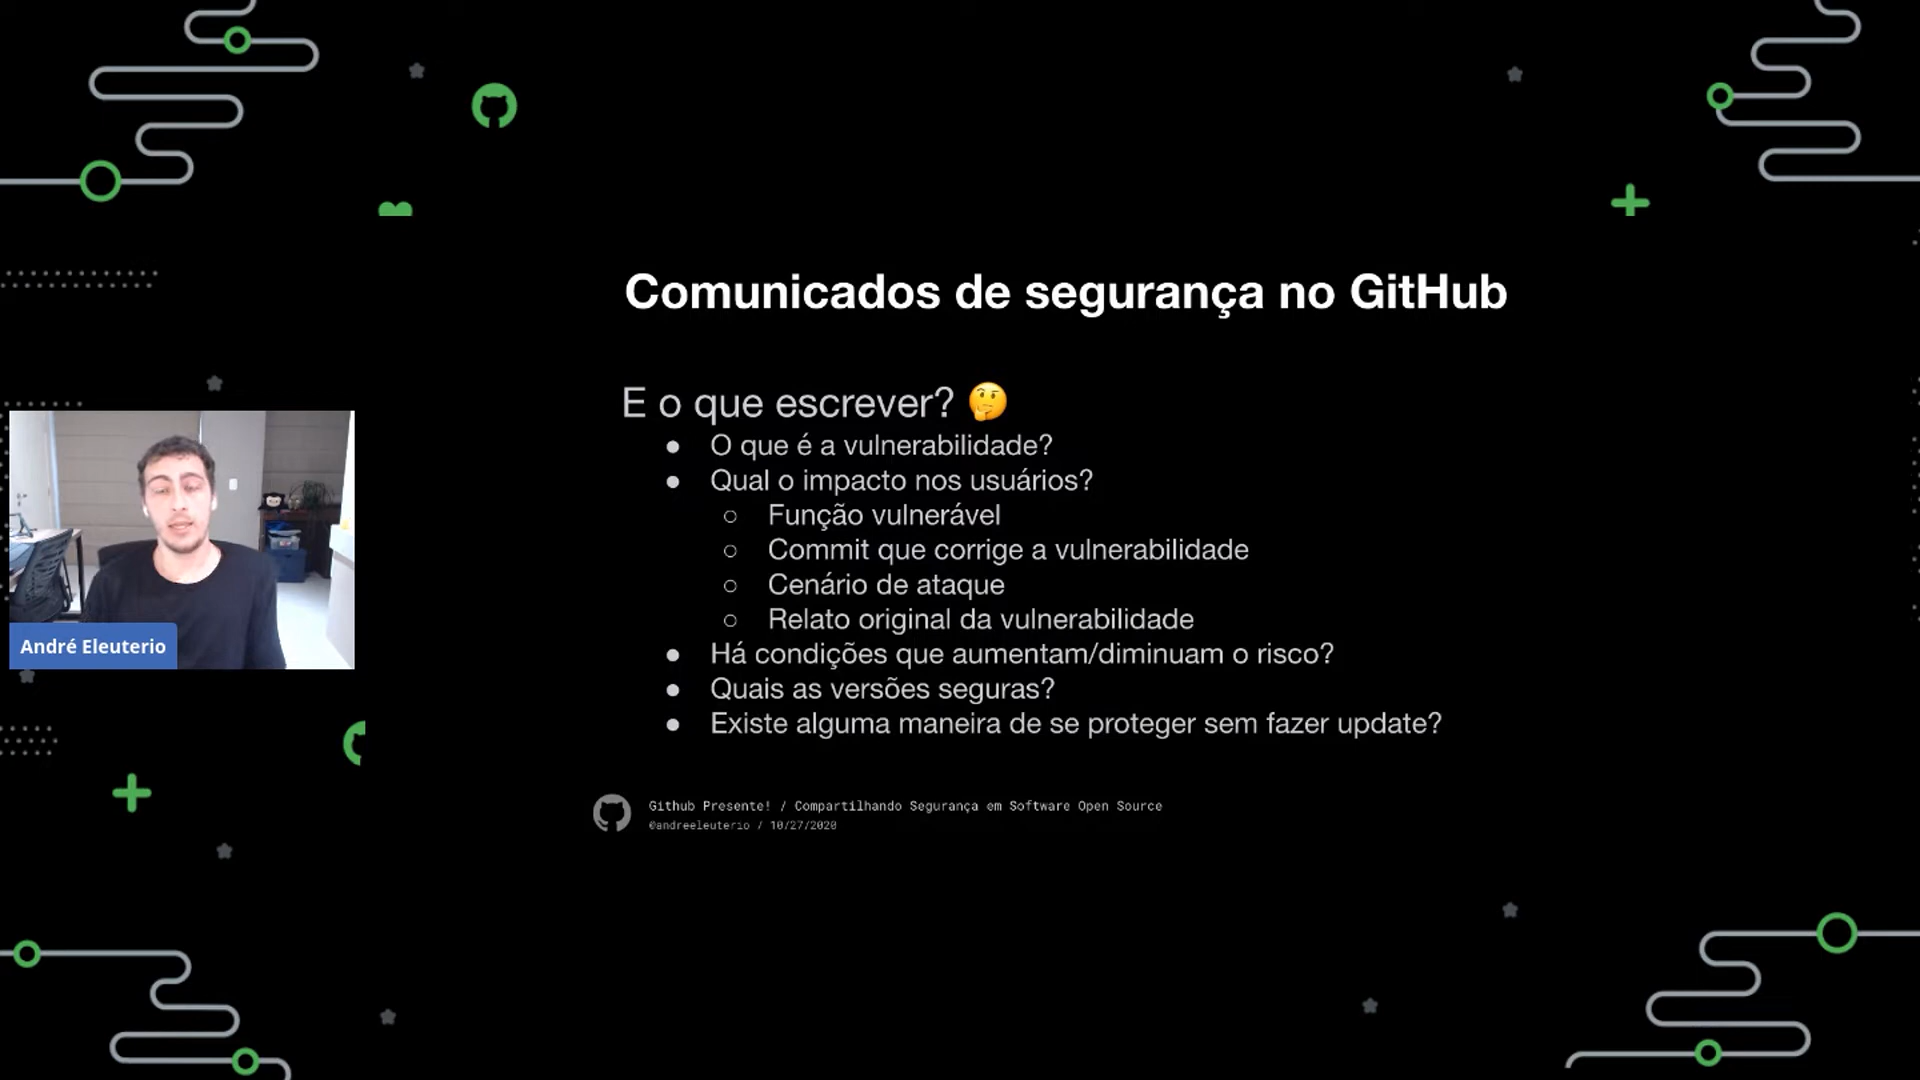 Comunicados de segurança no GitHub
E o que escrever? 🤔
● O que é a vulnerabilidade?
● Qual o impacto nos usuários?
○ Função vulnerável
○ Commit que corrige a vulnerabilidade
○ Cenário de ataque
○ Relato original da vulnerabilidade
● Há condições que aumentam/diminuam o risco?
● Quais as versões seguras?
● Existe alguma maneira de se proteger sem fazer update?
André Eleuterio
Github Presente! / Compartilhando Segurança em Software Open Source
@andreeleuterio / 10/27/2020